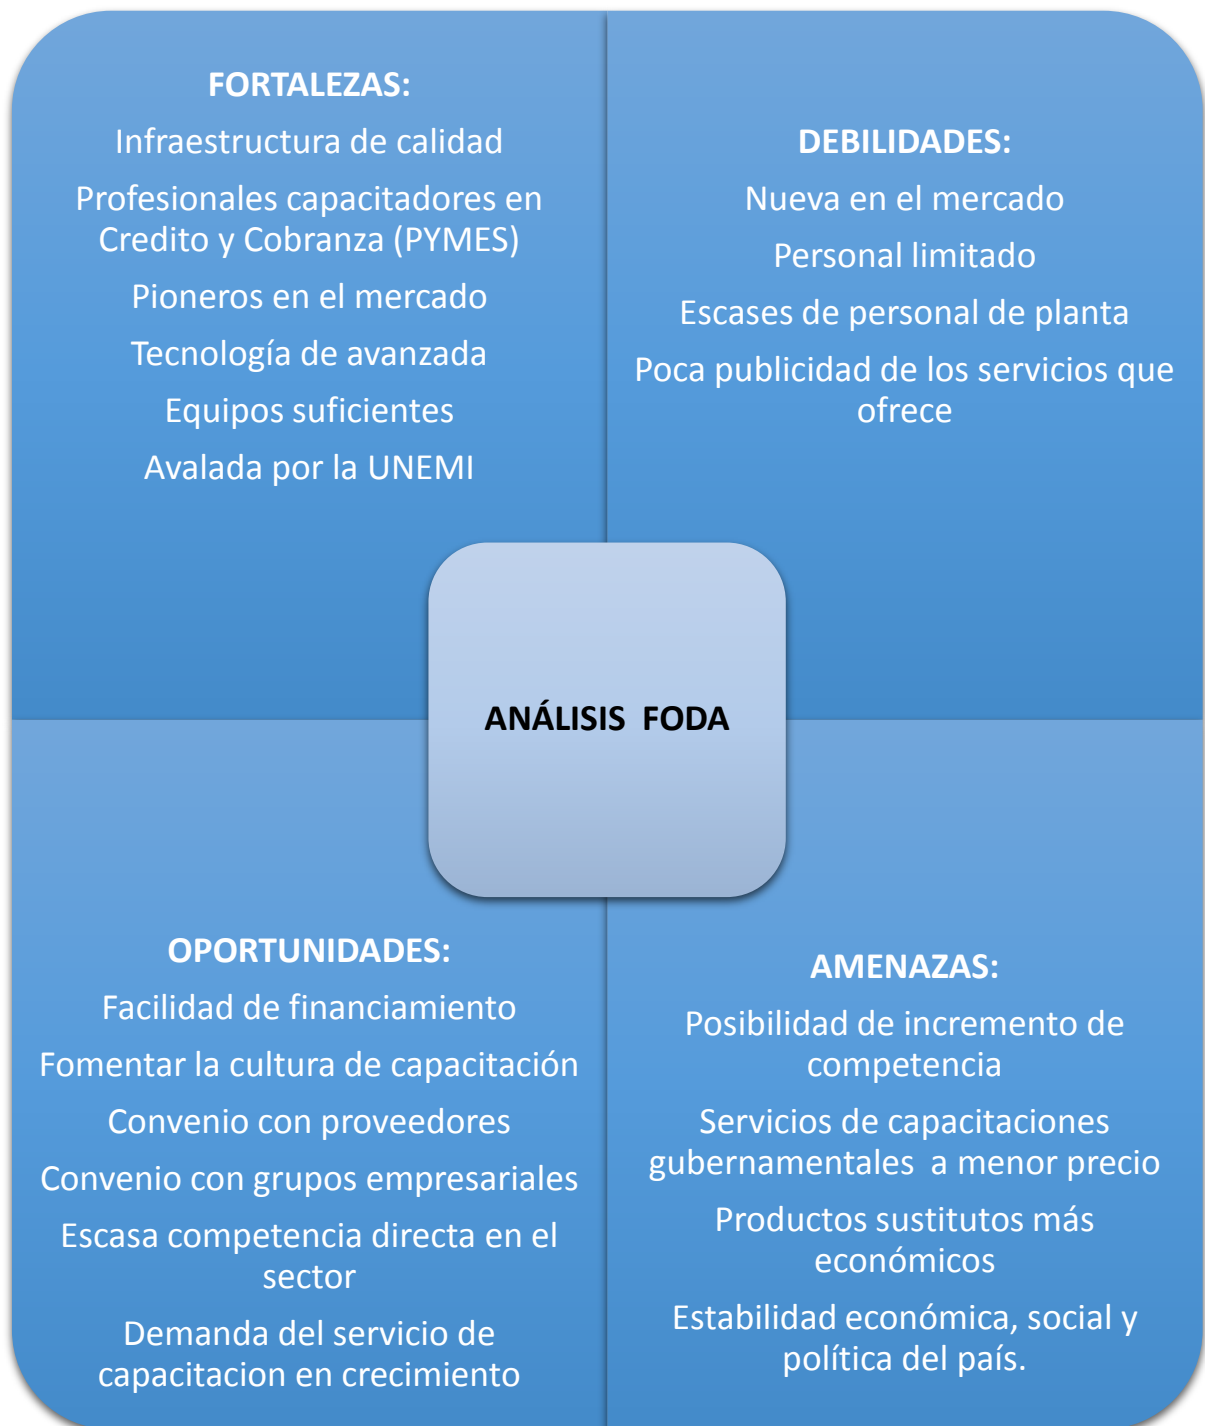 FORTALEZAS:
Infraestructura de calidad
Profesionales capacitadores en
Credito y Cobranza (PYMES)
Pioneros en el mercado
Tecnología de avanzada
Equipos suficientes
Avalada por la UNEMI
DEBILIDADES:
Nueva en el mercado
Personal limitado
Escases de personal de planta
Poca publicidad de los servicios que
ofrece
ANÁLISIS FODA
OPORTUNIDADES:
Facilidad de financiamiento
Fomentar la cultura de capacitación
Convenio con proveedores
Convenio con grupos empresariales
Escasa competencia directa en el
sector
Demanda del servicio de
capacitacion en crecimiento
AMENAZAS:
Posibilidad de incremento de
competencia
Servicios de capacitaciones
gubernamentales a menor precio
Productos sustitutos más
económicos
Estabilidad económica, social y
política del país.